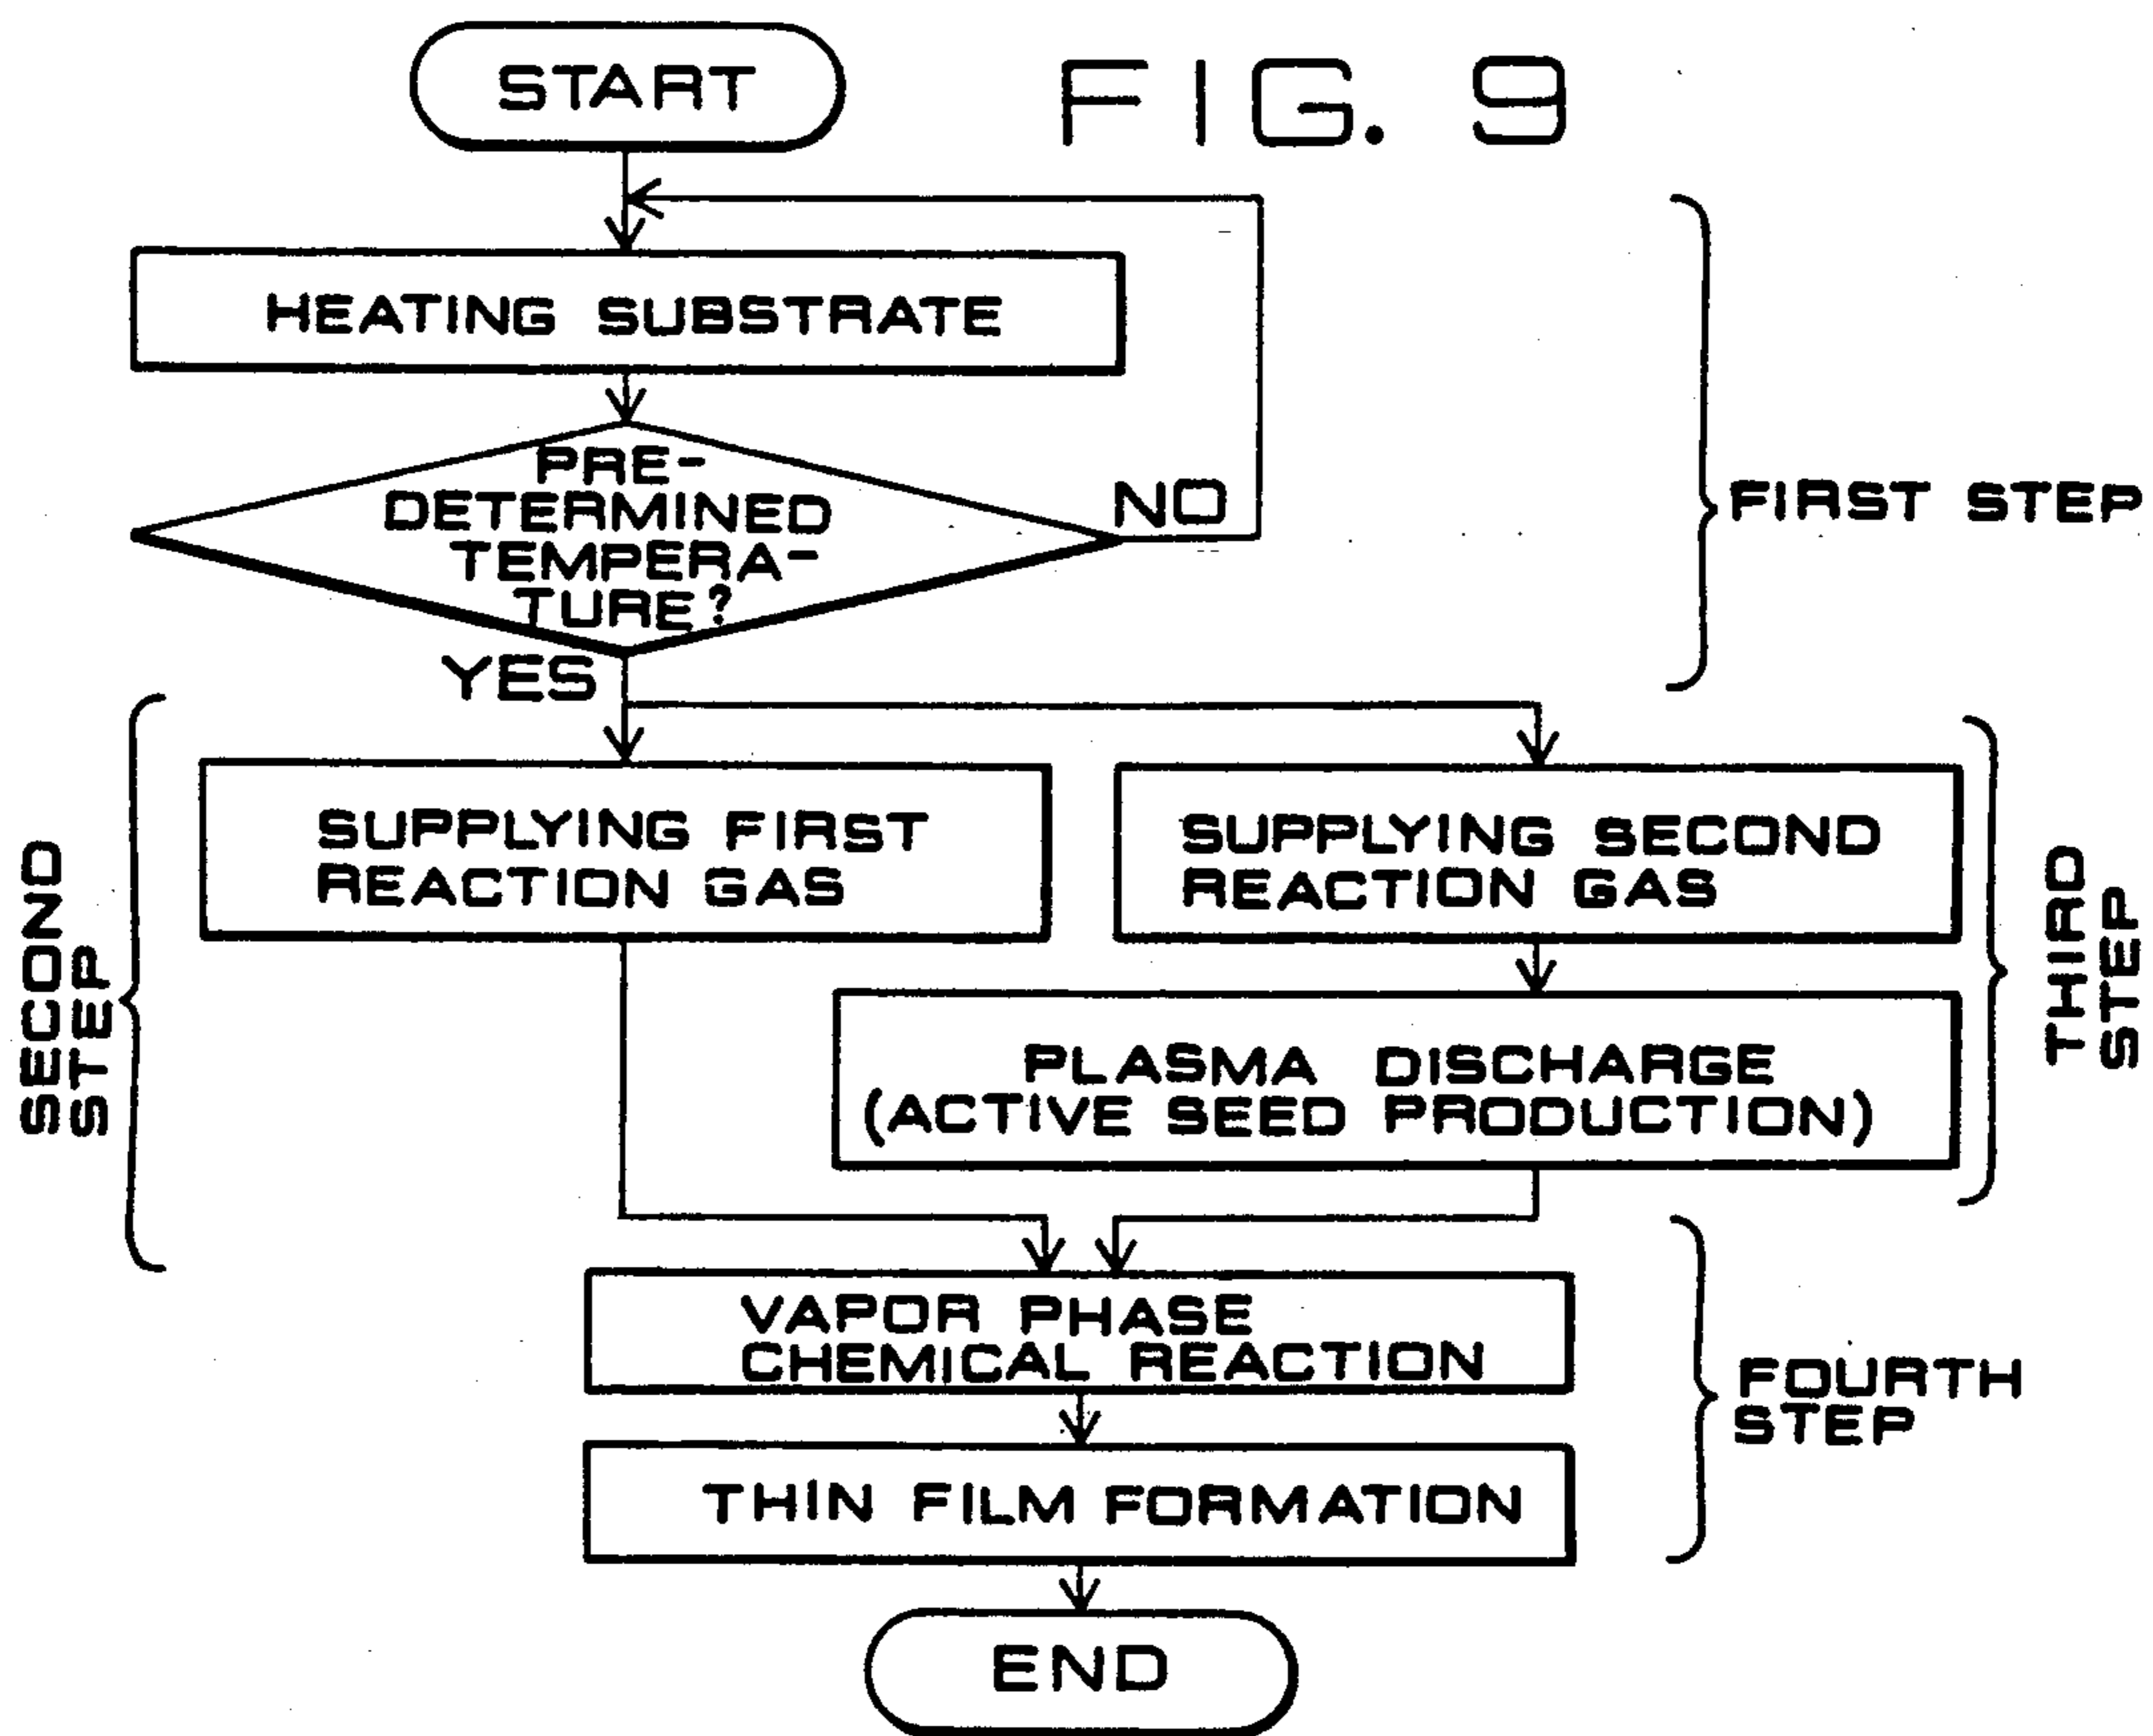 START
FIG. 9
HEATING SUBSTRATE
PRE-
DETERMINED
TEMPERA-
TURE?
NO
FIRST STEP
YES
SECOND
STEP
SUPPLYING FIRST
REACTION GAS
SUPPLYING SECOND
REACTION GAS
THIRD
STEP
PLASMA DISCHARGE
(ACTIVE SEED PRODUCTION)
VAPOR PHASE
CHEMICAL REACTION
FOURTH
STEP
THIN FILM FORMATION
END